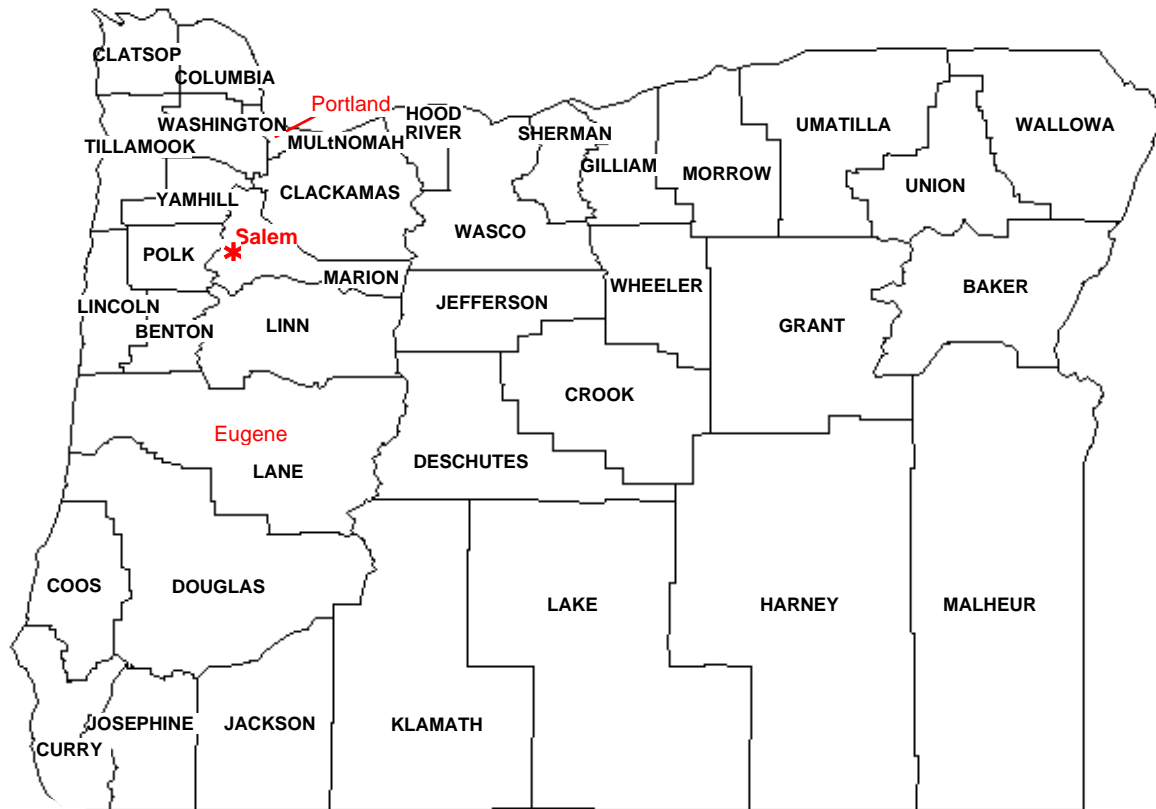 CLATSOP
COLUMBIA
Portland
HOOD
RIVER
WASHINGTON
MULtNOMAH
SHERMAN
UMATILLA
WALLOWA
TILLAMOOK
GILLIAM
MORROW
CLACKAMAS
UNION
YAMHILL
WASCO
Salem
*
POLK
MARION
WHEELER
BAKER
LINCOLN
JEFFERSON
BENTON
LINN
GRANT
CROOK
Eugene
LANE
DESCHUTES
COOS
DOUGLAS
LAKE
HARNEY
MALHEUR
JOSEPHINE
JACKSON
KLAMATH
CURRY